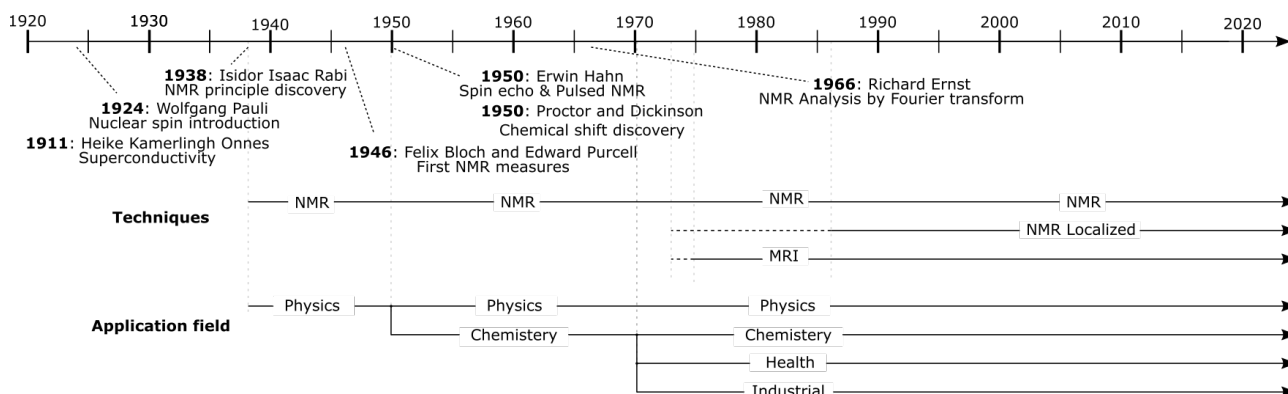 1920 1930 1940 1950 1960 1970 1980 1990 2000 2010 2020
1938: Isidor Isaac Rabi
NMR principle discovery
1924: Wolfgang Pauli
Nuclear spin introduction
1911: Heike Kamerlingh Onnes
Superconductivity
1946: Felix Bloch and Edward Purcell
First NMR measures
1950: Erwin Hahn
Spin echo & Pulsed NMR
1950: Proctor and Dickinson
Chemical shift discovery
1966: Richard Ernst
NMR Analysis by Fourier transform
Techniques
NMR NMR NMR NMR
NMR Localized
MRI
Application field
Physics Physics Physics
Chemistery Chemistery
Health
Industrial